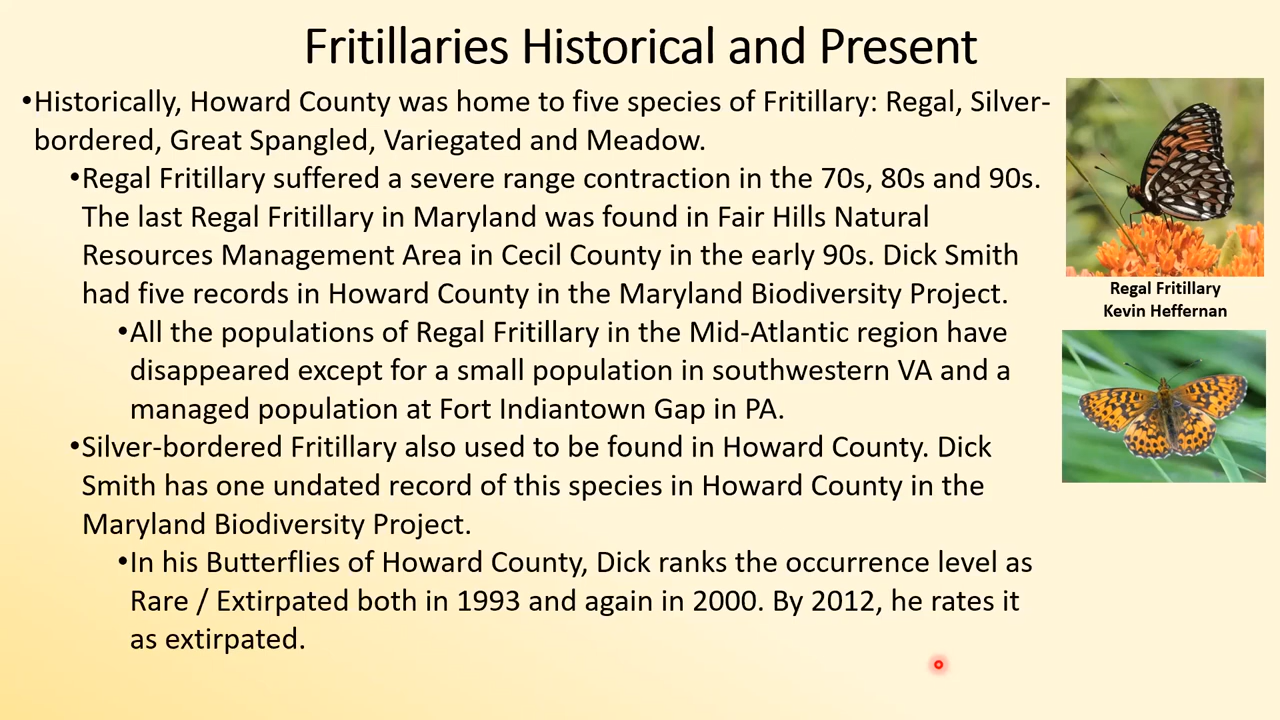 Fritillaries Historical and Present
•Historically, Howard County was home to five species of Fritillary: Regal, Silver-
bordered, Great Spangled, Variegated and Meadow.
•Regal Fritillary suffered a severe range contraction in the 70s, 80s and 90s.
The last Regal Fritillary in Maryland was found in Fair Hills Natural
Resources Management Area in Cecil County in the early 90s. Dick Smith
had five records in Howard County in the Maryland Biodiversity Project.
•All the populations of Regal Fritillary in the Mid-Atlantic region have
disappeared except for a small population in southwestern VA and a
managed population at Fort Indiantown Gap in PA.
•Silver-bordered Fritillary also used to be found in Howard County. Dick
Smith has one undated record of this species in Howard County in the
Maryland Biodiversity Project.
•In his Butterflies of Howard County, Dick ranks the occurrence level as
Rare / Extirpated both in 1993 and again in 2000. By 2012, he rates it
as extirpated.
Regal Fritillary
Kevin Heffernan